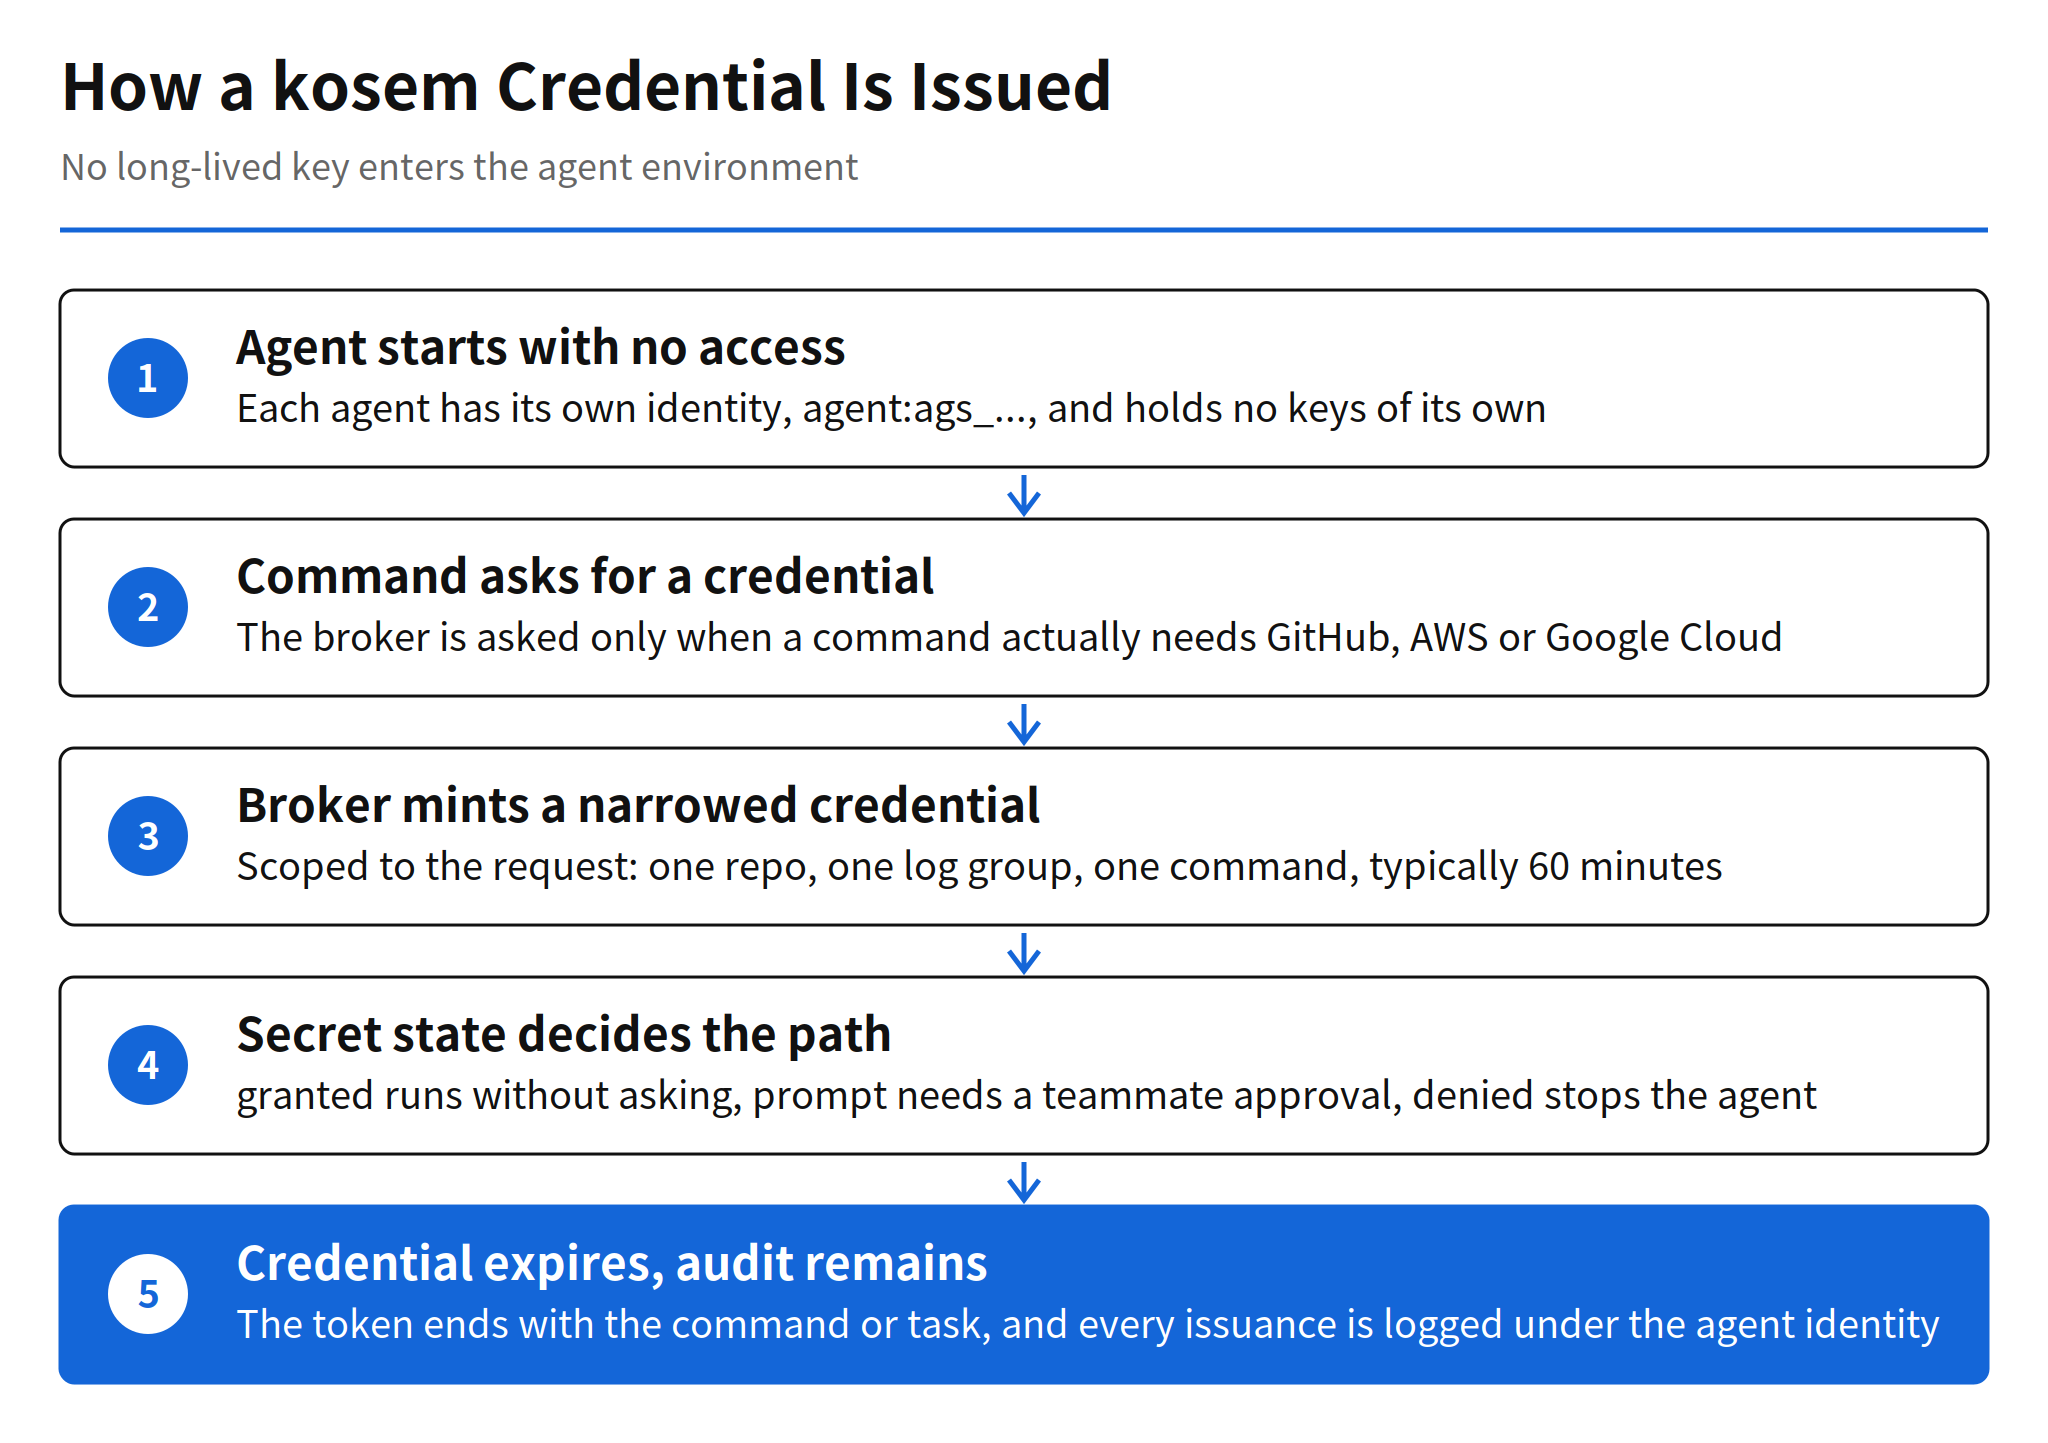 How a kosem Credential Is Issued
No long-lived key enters the agent environment
1
Agent starts with no access
Each agent has its own identity, agent:ags_..., and holds no keys of its own
2
Command asks for a credential
The broker is asked only when a command actually needs GitHub, AWS or Google Cloud
3
Broker mints a narrowed credential
Scoped to the request: one repo, one log group, one command, typically 60 minutes
4
Secret state decides the path
granted runs without asking, prompt needs a teammate approval, denied stops the agent
5
Credential expires, audit remains
The token ends with the command or task, and every issuance is logged under the agent identity